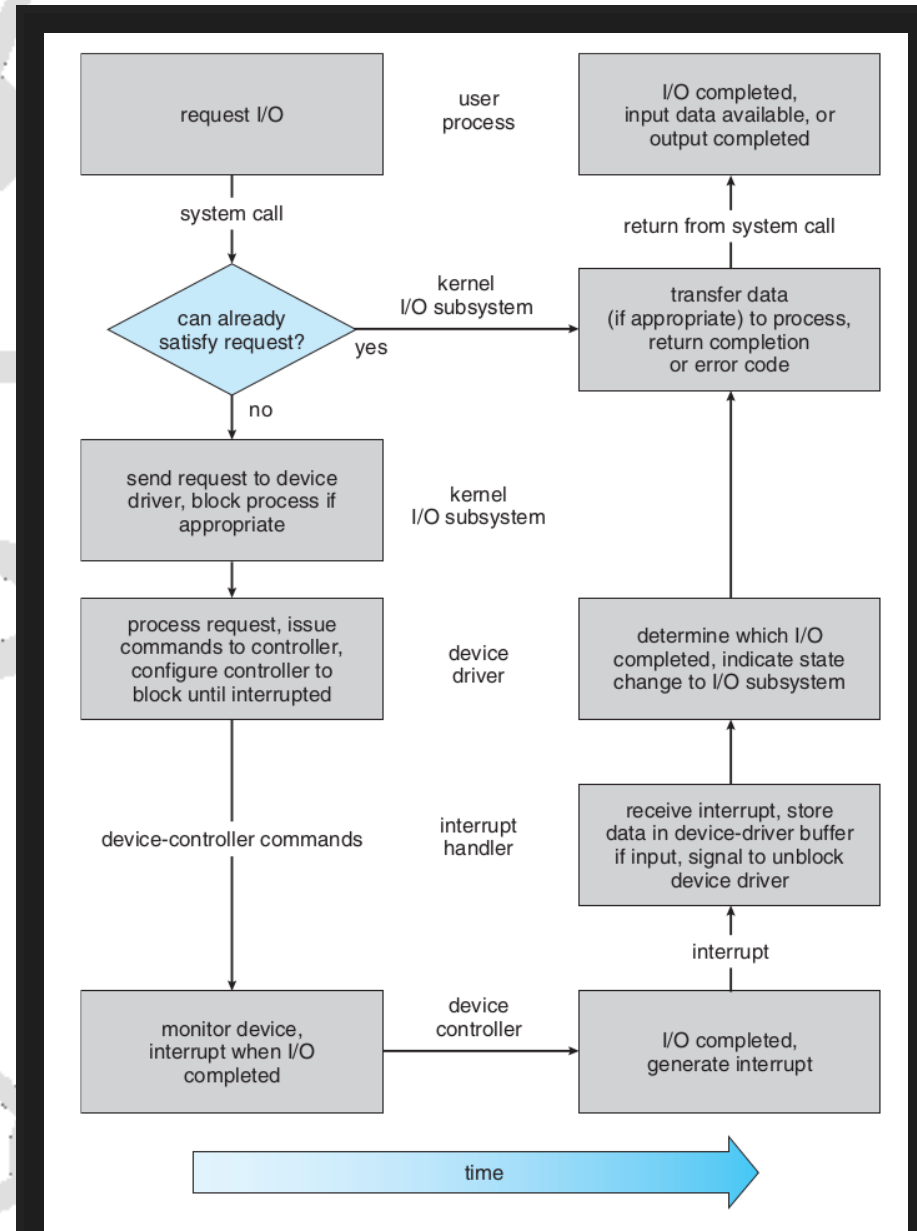 request I/O
user
process
I/O completed,
input data available, or
output completed
system call
return from system call
can already
satisfy request?
kernel
I/O subsystem
yes
transfer data
(if appropriate) to process,
return completion
or error code
no
send request to device
driver, block process if
appropriate
kernel
I/O subsystem
process request, issue
commands to controller,
configure controller to
block until interrupted
device
driver
determine which I/O
completed, indicate state
change to I/O subsystem
device-controller commands
interrupt
handler
receive interrupt, store
data in device-driver buffer
if input, signal to unblock
device driver
interrupt
monitor device,
interrupt when I/O
completed
device
controller
I/O completed,
generate interrupt
time